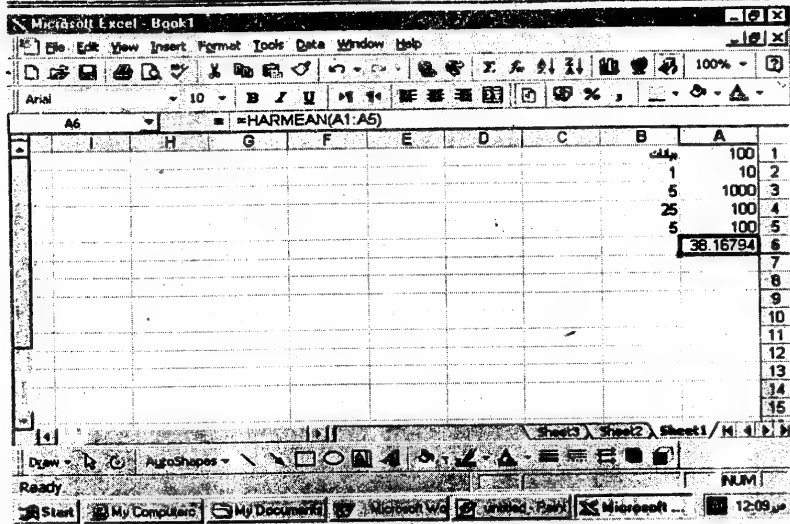 Microsoft Excel - Book1
File Edit View Insert Format Tools Data Window Help
100%
Arial 10 B I U % ,
A6 = =HARMEAN(A1:A5)
I H G F E D C B A
بيانات 100 1
1 10 2
5 1000 3
25 100 4
5 100 5
38.16794 6
7
8
9
10
11
12
13
14
15
Sheet3 Sheet2 Sheet1
Draw AutoShapes
Ready NUM
Start My Computer My Documents Microsoft Wo untitled - Paint Microsoft ... 12:09 ص